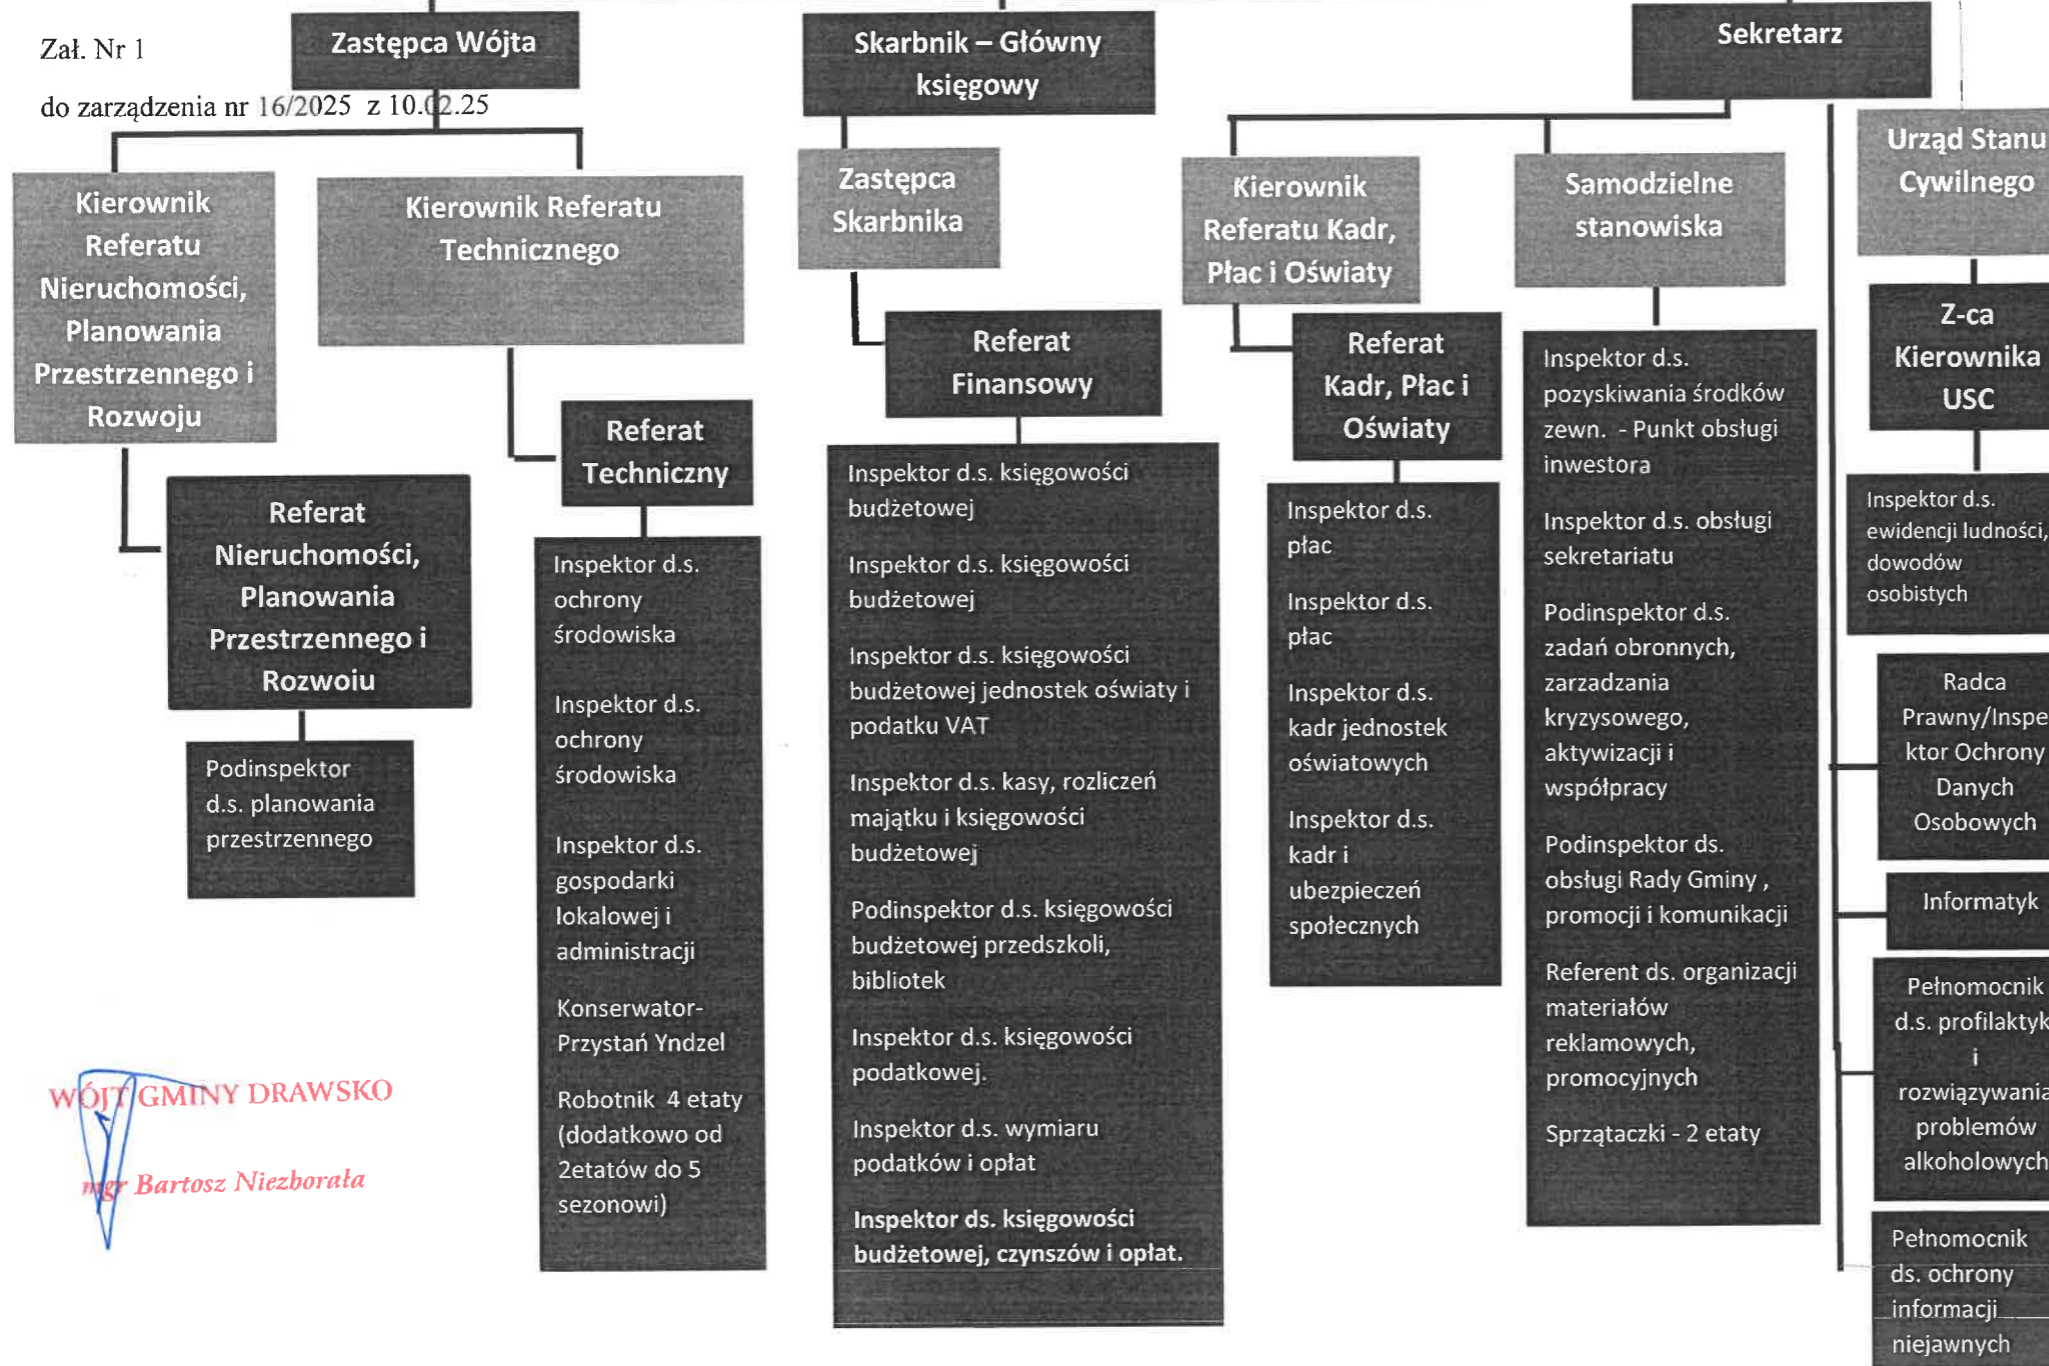 Zał. Nr 1
do zarządzenia nr 16/2025 z 10.02.25
Zastępca Wójta
Kierownik
Referatu
Nieruchomości,
Planowania
Przestrzennego i
Rozwoju
Referat
Nieruchomości,
Planowania
Przestrzennego i
Rozwoiu
Podinspektor
d.s. planowania
przestrzennego
Kierownik Referatu
Technicznego
Referat
Techniczny
Inspektor d.s.
ochrony
środowiska
Inspektor d.s.
ochrony
środowiska
Inspektor d.s.
gospodarki
lokalowej i
administracji
Konserwator-
Przystań Yndzel
Robotnik 4 etaty
(dodatkowo od
2etatów do 5
sezonowi)
Skarbnik – Główny
księgowy
Zastępca
Skarbnika
Referat
Finansowy
Inspektor d.s. księgowości
budżetowej
Inspektor d.s. księgowości
budżetowej
Inspektor d.s. księgowości
budżetowej jednostek oświaty i
podatku VAT
Inspektor d.s. kasy, rozliczeń
majątku i księgowości
budżetowej
Podinspektor d.s. księgowości
budżetowej przedszkoli,
bibliotek
Inspektor d.s. księgowości
podatkowej.
Inspektor d.s. wymiaru
podatków i opłat
Inspektor ds. księgowości
budżetowej, czynszów i opłat.
Sekretarz
Kierownik
Referatu Kadr,
Płac i Oświaty
Referat
Kadr, Płac i
Oświaty
Inspektor d.s.
płac
Inspektor d.s.
płac
Inspektor d.s.
kadr jednostek
oświatowych
Inspektor d.s.
kadr i
ubezpieczeń
społecznych
Samodzielne
stanowiska
Inspektor d.s.
pozyskiwania środków
zewn. - Punkt obsługi
inwestora
Inspektor d.s. obsługi
sekretariatu
Podinspektor d.s.
zadań obronnych,
zarzadzania
kryzysowego,
aktywizacji i
współpracy
Podinspektor ds.
obsługi Rady Gminy ,
promocji i komunikacji
Referent ds. organizacji
materiałów
reklamowych,
promocyjnych
Sprzątaczki - 2 etaty
Urząd Stanu
Cywilnego
Z-ca
Kierownika
USC
Inspektor d.s.
ewidencji ludności,
dowodów
osobistych
Radca
Prawny/Inspe
ktor Ochrony
Danych
Osobowych
Informatyk
Pełnomocnik
d.s. profilaktyk
i
rozwiązywania
problemów
alkoholowych
Pełnomocnik
ds. ochrony
informacji
niejawnych
WÓJT GMINY DRAWSKO
mgr Bartosz Niezborała